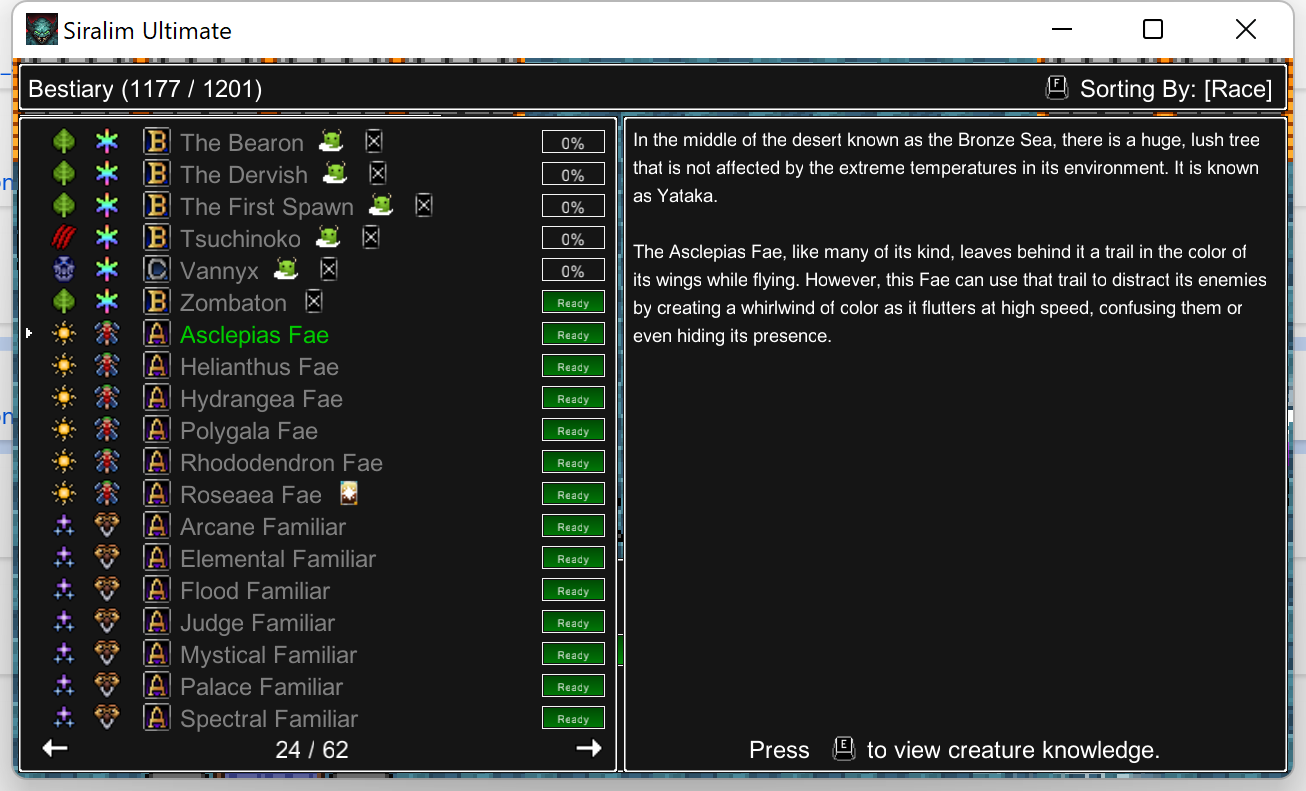 Siralim Ultimate
Bestiary (1177 / 1201)
F Sorting By: [Race]
B The Bearon 0%
B The Dervish 0%
B The First Spawn 0%
B Tsuchinoko 0%
C Vannyx 0%
B Zombaton Ready
A Asclepias Fae Ready
A Helianthus Fae Ready
A Hydrangea Fae Ready
A Polygala Fae Ready
A Rhododendron Fae Ready
A Roseaea Fae Ready
A Arcane Familiar Ready
A Elemental Familiar Ready
A Flood Familiar Ready
A Judge Familiar Ready
A Mystical Familiar Ready
A Palace Familiar Ready
A Spectral Familiar Ready
24 / 62
In the middle of the desert known as the Bronze Sea, there is a huge, lush tree
that is not affected by the extreme temperatures in its environment. It is known
as Yataka.
The Asclepias Fae, like many of its kind, leaves behind it a trail in the color of
its wings while flying. However, this Fae can use that trail to distract its enemies
by creating a whirlwind of color as it flutters at high speed, confusing them or
even hiding its presence.
Press E to view creature knowledge.